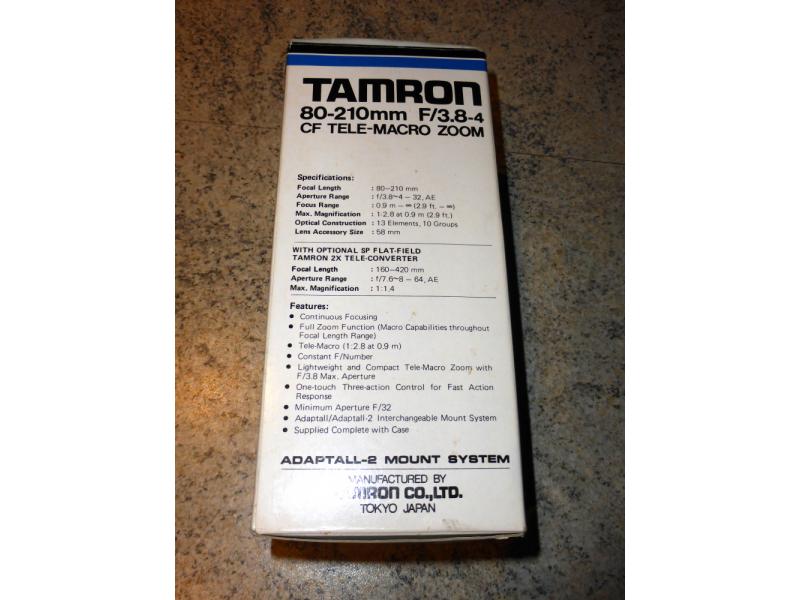 TAMRON
80-210mm F/3.8-4
CF TELE-MACRO ZOOM
Specifications:
Focal Length : 80–210 mm
Aperture Range : f/3.8~4 – 32, AE
Focus Range : 0.9 m – ∞ (2.9 ft. – ∞)
Max. Magnification : 1:2.8 at 0.9 m (2.9 ft.)
Optical Construction : 13 Elements, 10 Groups
Lens Accessory Size : 58 mm
WITH OPTIONAL SP FLAT-FIELD
TAMRON 2X TELE-CONVERTER
Focal Length : 160–420 mm
Aperture Range : f/7.6~8 – 64, AE
Max. Magnification : 1:1.4
Features:
● Continuous Focusing
● Full Zoom Function (Macro Capabilities throughout
Focal Length Range)
● Tele-Macro (1:2.8 at 0.9 m)
● Constant F/Number
● Lightweight and Compact Tele-Macro Zoom with
F/3.8 Max. Aperture
● One-touch Three-action Control for Fast Action
Response
● Minimum Aperture F/32
● Adaptall/Adaptall-2 Interchangeable Mount System
● Supplied Complete with Case
ADAPTALL-2 MOUNT SYSTEM
MANUFACTURED BY
TAMRON CO.,LTD.
TOKYO JAPAN